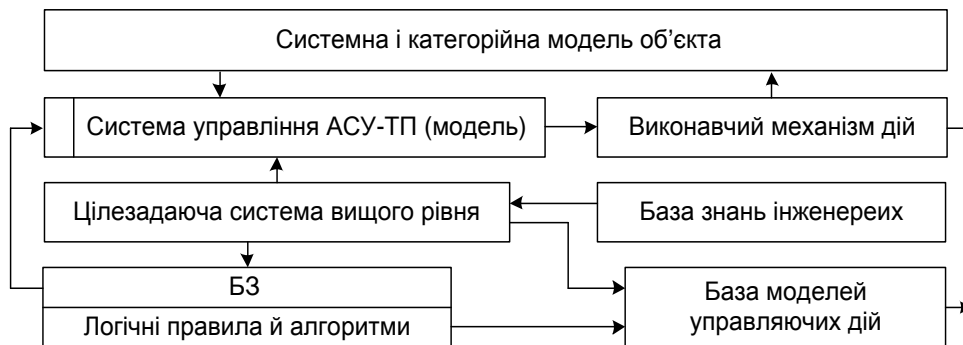 Системна і категорійна модель об’єкта
Система управління АСУ-ТП (модель)
Виконавчий механізм дій
Цілезадаюча система вищого рівня
База знань інженереих
БЗ
Логічні правила й алгоритми
База моделей
управляючих дій